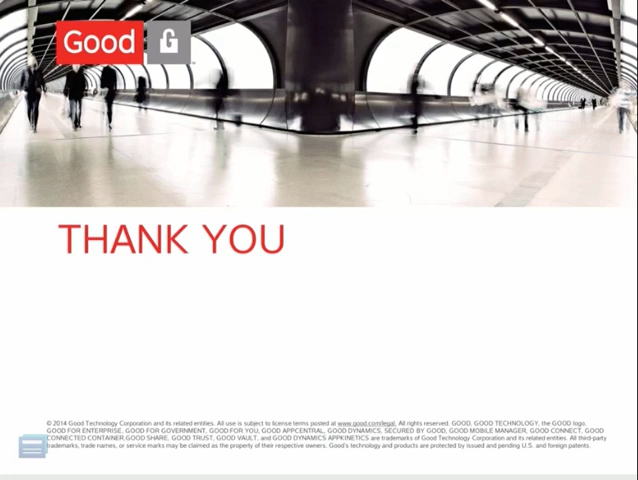 Good
THANK YOU
© 2014 Good Technology Corporation and its related entities. All use is subject to license terms posted at www.good.com/legal. All rights reserved. GOOD, GOOD TECHNOLOGY, the GOOD logo,
GOOD FOR ENTERPRISE, GOOD FOR GOVERNMENT, GOOD FOR YOU, GOOD APPCENTRAL, GOOD DYNAMICS, SECURED BY GOOD, GOOD MOBILE MANAGER, GOOD CONNECT, GOOD
CONNECTED CONTAINER,GOOD SHARE, GOOD TRUST, GOOD VAULT, and GOOD DYNAMICS APPKINETICS are trademarks of Good Technology Corporation and its related entities. All third-party
trademarks, trade names, or service marks may be claimed as the property of their respective owners. Good's technology and products are protected by issued and pending U.S. and foreign patents.